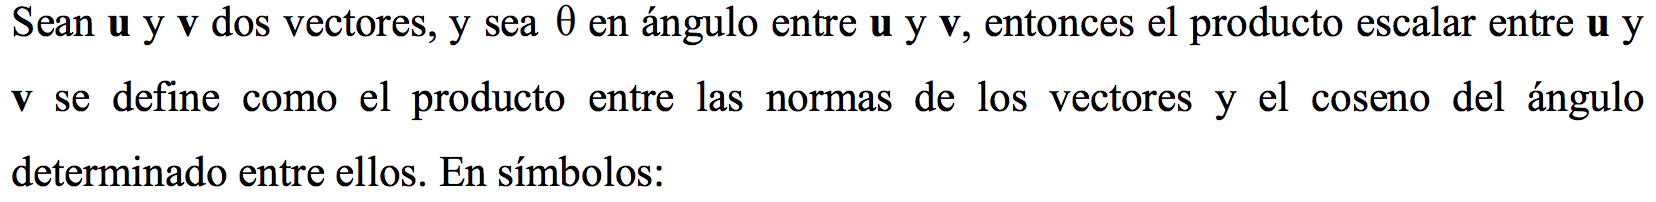 Sean u y v dos vectores, y sea θ en ángulo entre u y v, entonces el producto escalar entre u y
v se define como el producto entre las normas de los vectores y el coseno del ángulo
determinado entre ellos. En símbolos: